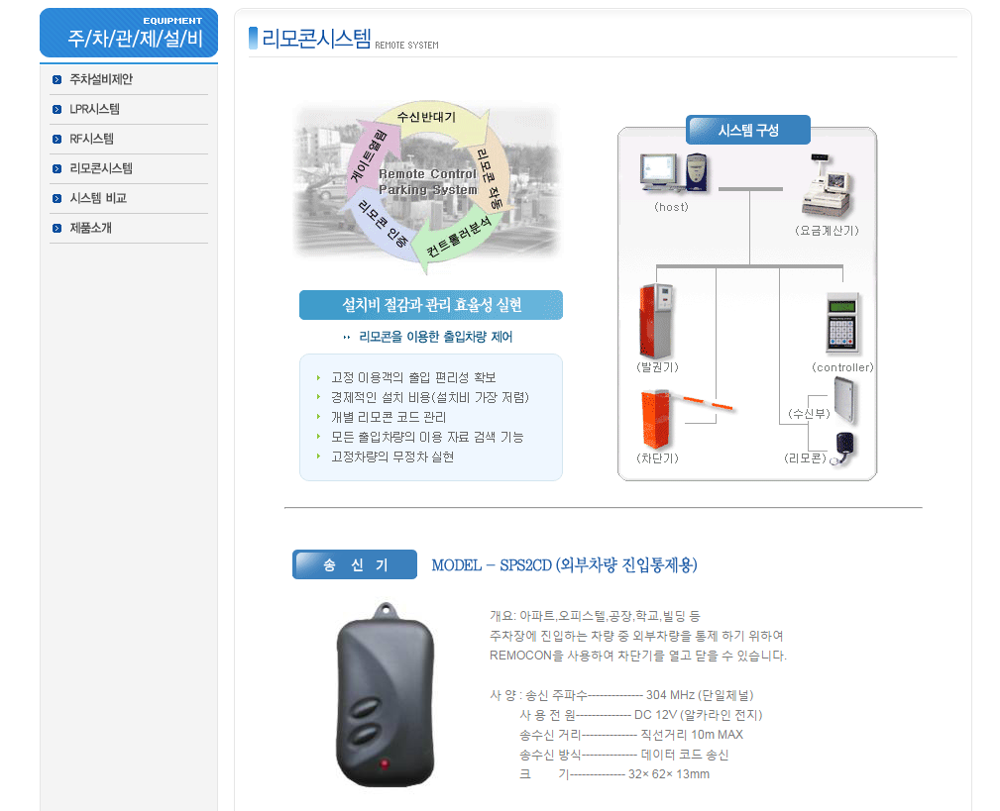 EQUIPMENT
주/차/관/제/설/비
주차설비제안
LPR시스템
RF시스템
리모콘시스템
시스템 비교
제품소개
리모콘시스템 REMOTE SYSTEM
수신반대기
리모콘 작동
컨트롤러분석
리모콘 인증
게이트열림
Remote Control
Parking System
설치비 절감과 관리 효율성 실현
리모콘을 이용한 출입차량 제어
고정 이용객의 출입 편리성 확보
경제적인 설치 비용(설치비 가장 저렴)
개별 리모콘 코드 관리
모든 출입차량의 이용 자료 검색 기능
고정차량의 무정차 실현
시스템 구성
(host)
(요금계산기)
(발권기)
(controller)
(수신부)
(차단기)
(리모콘)
송 신 기
MODEL - SPS2CD (외부차량 진입통제용)
개요: 아파트,오피스텔,공장,학교,빌딩 등
주차장에 진입하는 차량 중 외부차량을 통제 하기 위하여
REMOCON을 사용하여 차단기를 열고 닫을 수 있습니다.
사 양 : 송신 주파수-------------- 304 MHz (단일체널)
사 용 전 원-------------- DC 12V (알카라인 전지)
송수신 거리-------------- 직선거리 10m MAX
송수신 방식-------------- 데이터 코드 송신
크 기-------------- 32× 62× 13mm